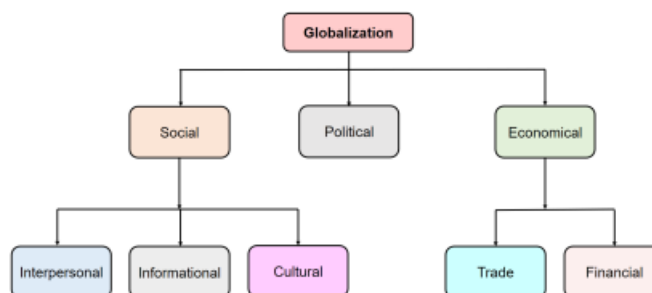 Globalization
Social
Political
Economical
Interpersonal
Informational
Cultural
Trade
Financial